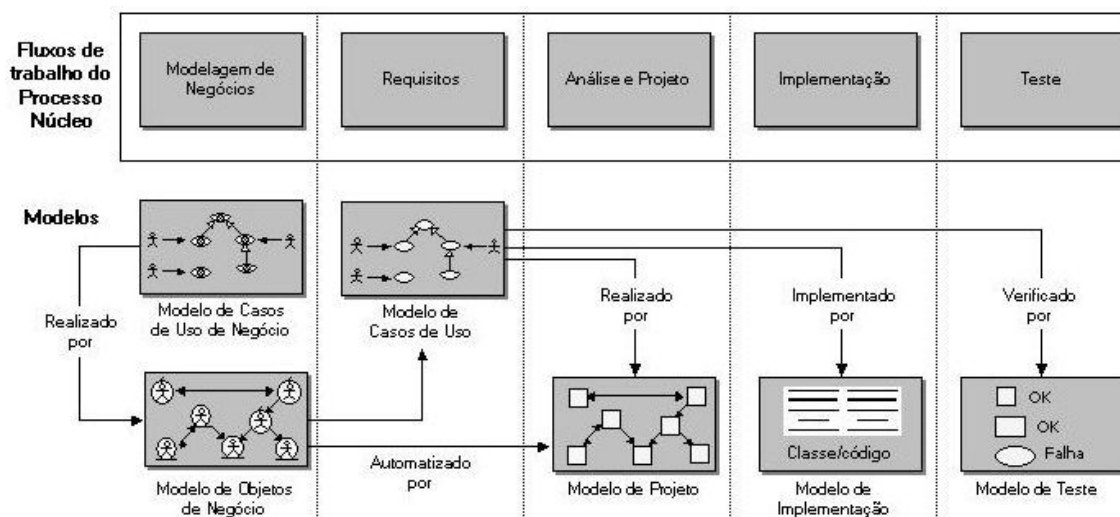 Fluxos de
trabalho do
Processo
Núcleo
Modelagem de
Negócios
Requisitos
Análise e Projeto
Implementação
Teste
Modelos
Modelo de Casos
de Uso de Negócio
Modelo de
Casos de Uso
Realizado
por
Realizado
por
Implementado
por
Verificado
por
Automatizado
por
Modelo de Objetos
de Negócio
Modelo de Projeto
Classe/código
Modelo de
Implementação
OK
OK
Falha
Modelo de Teste